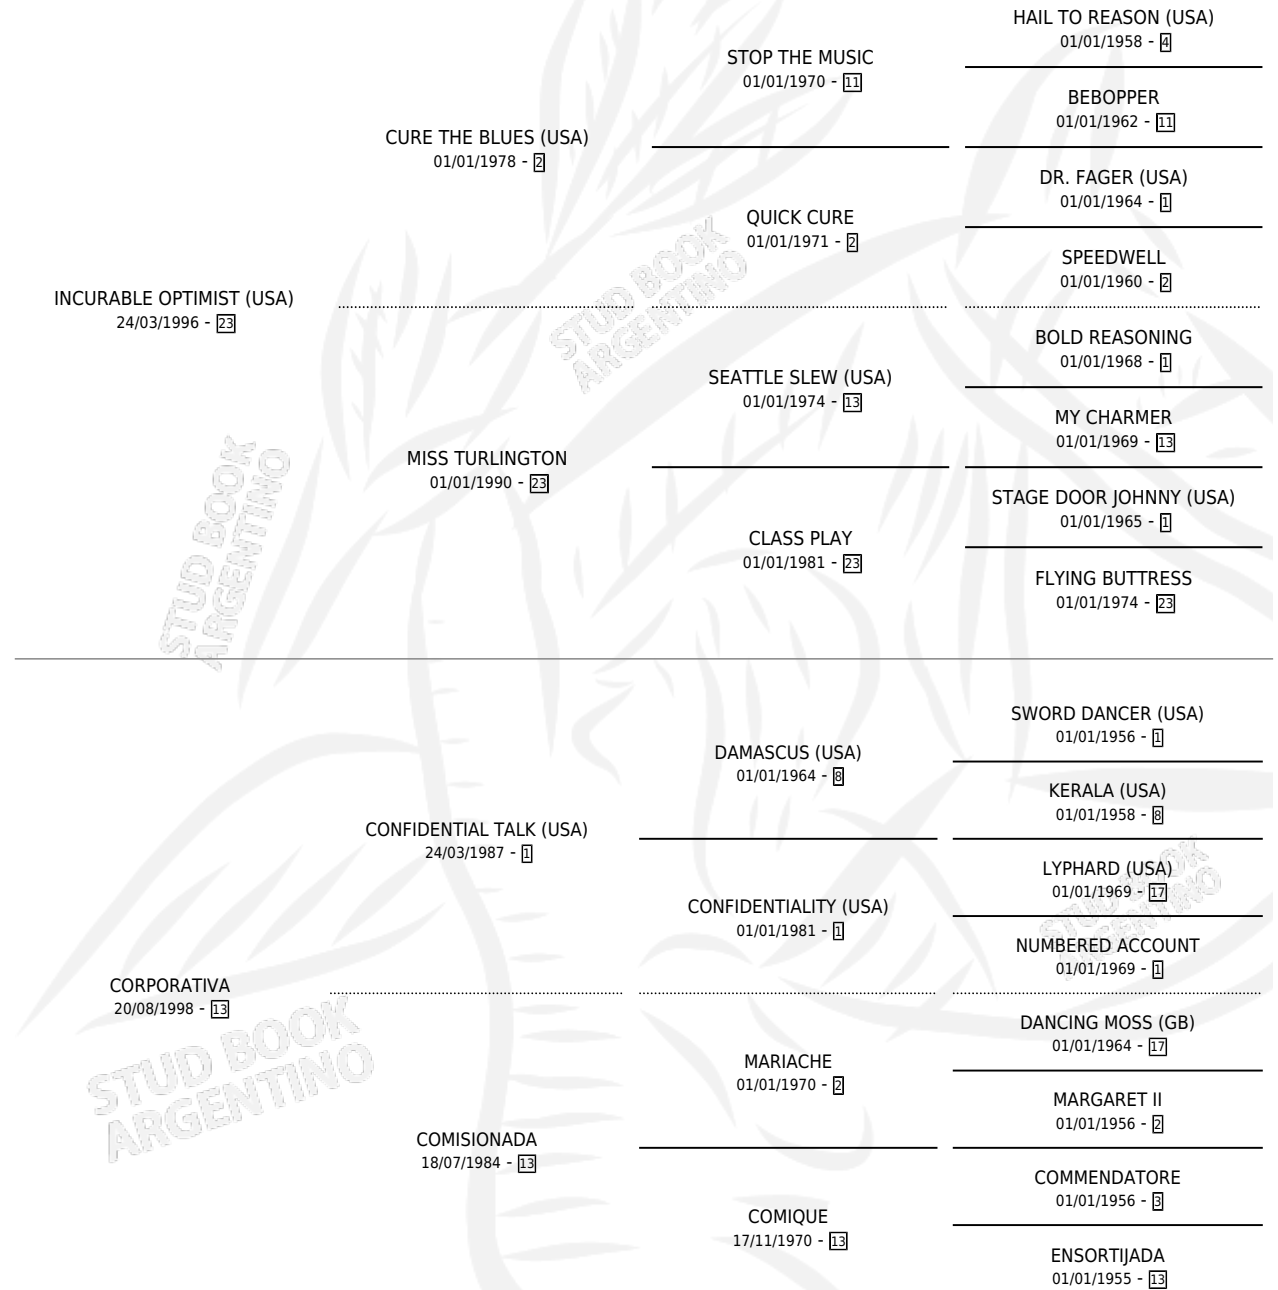 HAIL TO REASON (USA)
01/01/1958 - 4
STOP THE MUSIC
01/01/1970 - 11
BEBOPPER
01/01/1962 - 11
CURE THE BLUES (USA)
01/01/1978 - 2
DR. FAGER (USA)
01/01/1964 - 1
QUICK CURE
01/01/1971 - 2
SPEEDWELL
01/01/1960 - 2
INCURABLE OPTIMIST (USA)
24/03/1996 - 23
BOLD REASONING
01/01/1968 - 1
SEATTLE SLEW (USA)
01/01/1974 - 13
MY CHARMER
01/01/1969 - 13
MISS TURLINGTON
01/01/1990 - 23
STAGE DOOR JOHNNY (USA)
01/01/1965 - 1
CLASS PLAY
01/01/1981 - 23
FLYING BUTTRESS
01/01/1974 - 23
SWORD DANCER (USA)
01/01/1956 - 1
DAMASCUS (USA)
01/01/1964 - 8
KERALA (USA)
01/01/1958 - 8
CONFIDENTIAL TALK (USA)
24/03/1987 - 1
LYPHARD (USA)
01/01/1969 - 17
CONFIDENTIALITY (USA)
01/01/1981 - 1
NUMBERED ACCOUNT
01/01/1969 - 1
CORPORATIVA
20/08/1998 - 13
DANCING MOSS (GB)
01/01/1964 - 17
MARIACHE
01/01/1970 - 2
MARGARET II
01/01/1956 - 2
COMISIONADA
18/07/1984 - 13
COMMENDATORE
01/01/1956 - 3
COMIQUE
17/11/1970 - 13
ENSORTIJADA
01/01/1955 - 13
STUD BOOK
ARGENTINO
STUD BOOK
ARGENTINO
STUD BOOK
ARGENTINO
STUD BOOK
ARGENTINO